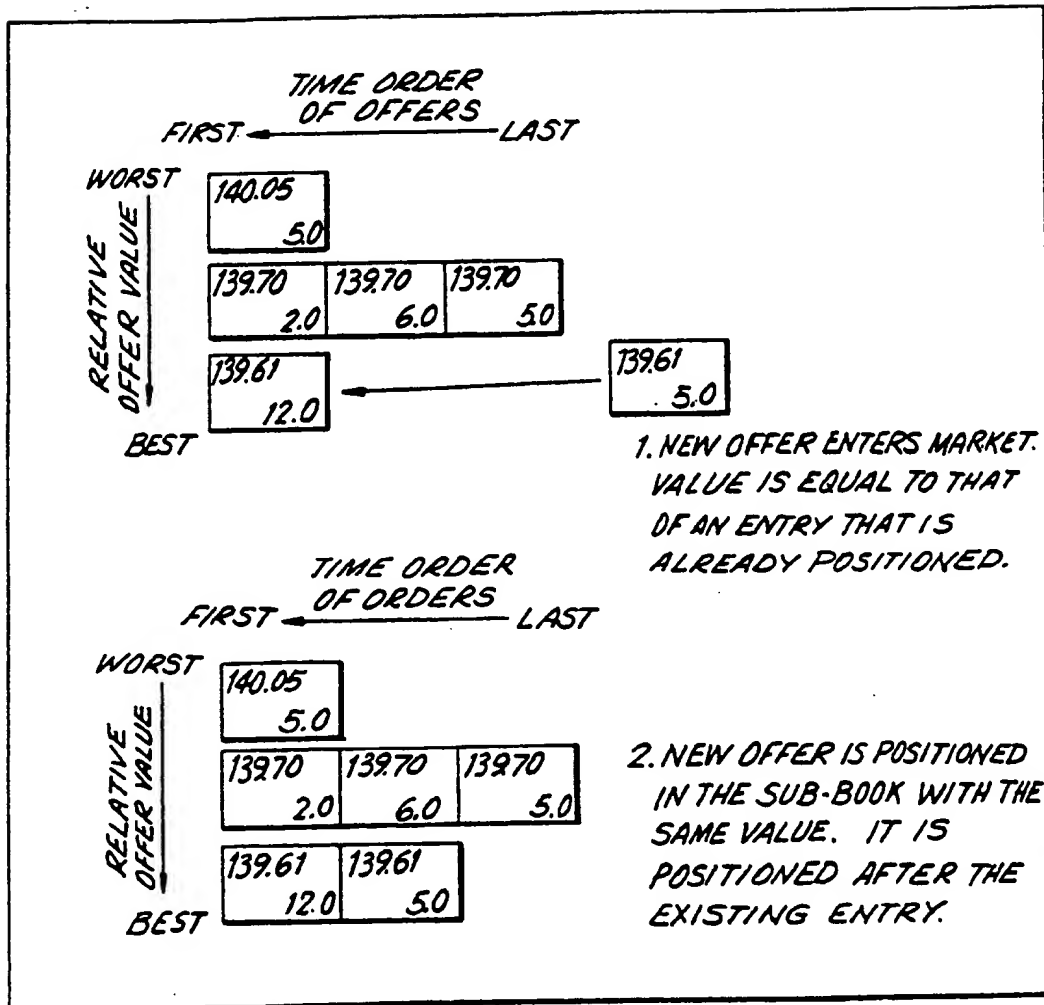 TIME ORDER
OF OFFERS
FIRST LAST
WORST
RELATIVE
OFFER VALUE
BEST
140.05
5.0
139.70 139.70 139.70
2.0 6.0 5.0
139.61
12.0
139.61
5.0
1. NEW OFFER ENTERS MARKET.
VALUE IS EQUAL TO THAT
OF AN ENTRY THAT IS
ALREADY POSITIONED.
TIME ORDER
OF ORDERS
FIRST LAST
WORST
RELATIVE
OFFER VALUE
BEST
140.05
5.0
139.70 139.70 139.70
2.0 6.0 5.0
139.61 139.61
12.0 5.0
2. NEW OFFER IS POSITIONED
IN THE SUB-BOOK WITH THE
SAME VALUE. IT IS
POSITIONED AFTER THE
EXISTING ENTRY.